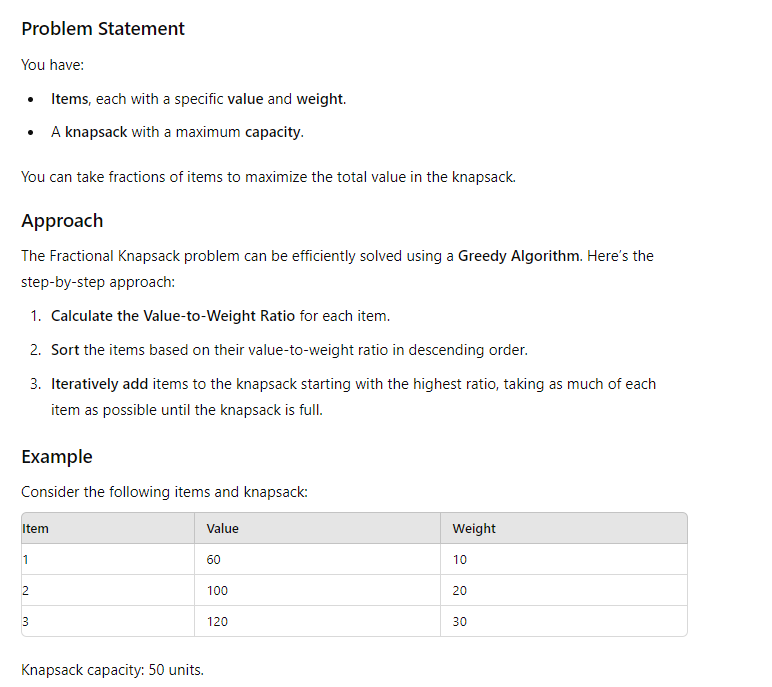 Problem Statement
You have:
• Items, each with a specific value and weight.
• A knapsack with a maximum capacity.
You can take fractions of items to maximize the total value in the knapsack.
Approach
The Fractional Knapsack problem can be efficiently solved using a Greedy Algorithm. Here's the
step-by-step approach:
1. Calculate the Value-to-Weight Ratio for each item.
2. Sort the items based on their value-to-weight ratio in descending order.
3. Iteratively add items to the knapsack starting with the highest ratio, taking as much of each
item as possible until the knapsack is full.
Example
Consider the following items and knapsack:
Item Value Weight
1 60 10
2 100 20
3 120 30
Knapsack capacity: 50 units.